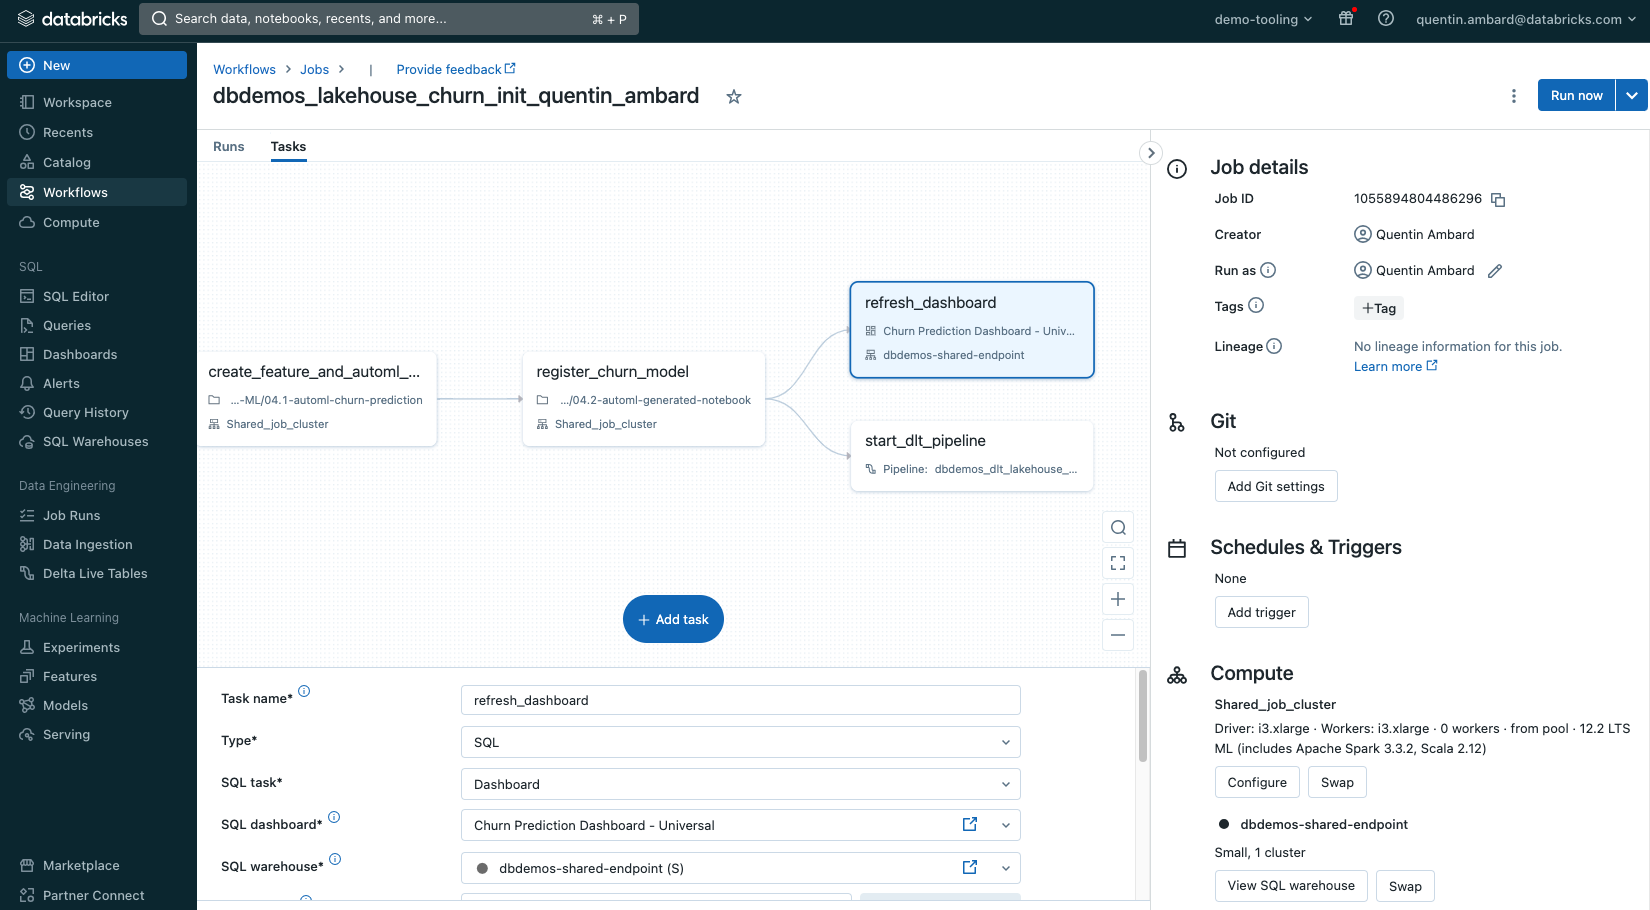 databricks
Search data, notebooks, recents, and more...
⌘ + P
demo-tooling
quentin.ambard@databricks.com
New
Workspace
Recents
Catalog
Workflows
Compute
SQL
SQL Editor
Queries
Dashboards
Alerts
Query History
SQL Warehouses
Data Engineering
Job Runs
Data Ingestion
Delta Live Tables
Machine Learning
Experiments
Features
Models
Serving
Marketplace
Partner Connect
Workflows > Jobs > | Provide feedback
dbdemos_lakehouse_churn_init_quentin_ambard
Run now
Runs
Tasks
create_feature_and_automl_...
...-ML/04.1-automl-churn-prediction
Shared_job_cluster
register_churn_model
.../04.2-automl-generated-notebook
Shared_job_cluster
refresh_dashboard
Churn Prediction Dashboard - Univ...
dbdemos-shared-endpoint
start_dlt_pipeline
Pipeline: dbdemos_dlt_lakehouse_...
+ Add task
Task name*
refresh_dashboard
Type*
SQL
SQL task*
Dashboard
SQL dashboard*
Churn Prediction Dashboard - Universal
SQL warehouse*
dbdemos-shared-endpoint (S)
Job details
Job ID
1055894804486296
Creator
Quentin Ambard
Run as
Quentin Ambard
Tags
+Tag
Lineage
No lineage information for this job.
Learn more
Git
Not configured
Add Git settings
Schedules & Triggers
None
Add trigger
Compute
Shared_job_cluster
Driver: i3.xlarge · Workers: i3.xlarge · 0 workers · from pool · 12.2 LTS
ML (includes Apache Spark 3.3.2, Scala 2.12)
Configure
Swap
dbdemos-shared-endpoint
Small, 1 cluster
View SQL warehouse
Swap